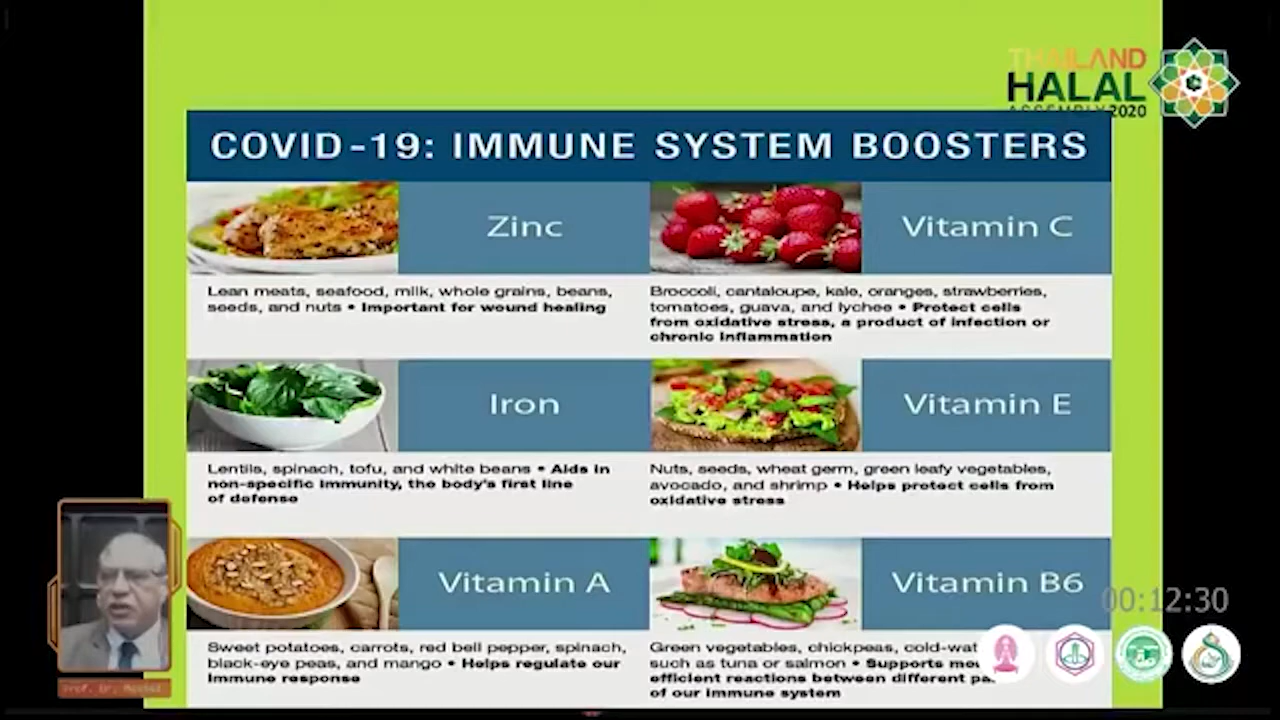 THAILAND
HALAL
ASSEMBLY 2020
COVID-19: IMMUNE SYSTEM BOOSTERS
Zinc
Lean meats, seafood, milk, whole grains, beans,
seeds, and nuts • Important for wound healing
Vitamin C
Broccoli, cantaloupe, kale, oranges, strawberries,
tomatoes, guava, and lychee • Protect cells
from oxidative stress, a product of infection or
chronic inflammation
Iron
Lentils, spinach, tofu, and white beans • Aids in
non-specific immunity, the body's first line
of defense
Vitamin E
Nuts, seeds, wheat germ, green leafy vegetables,
avocado, and shrimp • Helps protect cells from
oxidative stress
Vitamin A
Sweet potatoes, carrots, red bell pepper, spinach,
black-eye peas, and mango • Helps regulate our
immune response
Vitamin B6
Green vegetables, chickpeas,
such as tuna or salmon • Supports
efficient reactions between different
of our immune system
00:12:30
Prof. Dr.